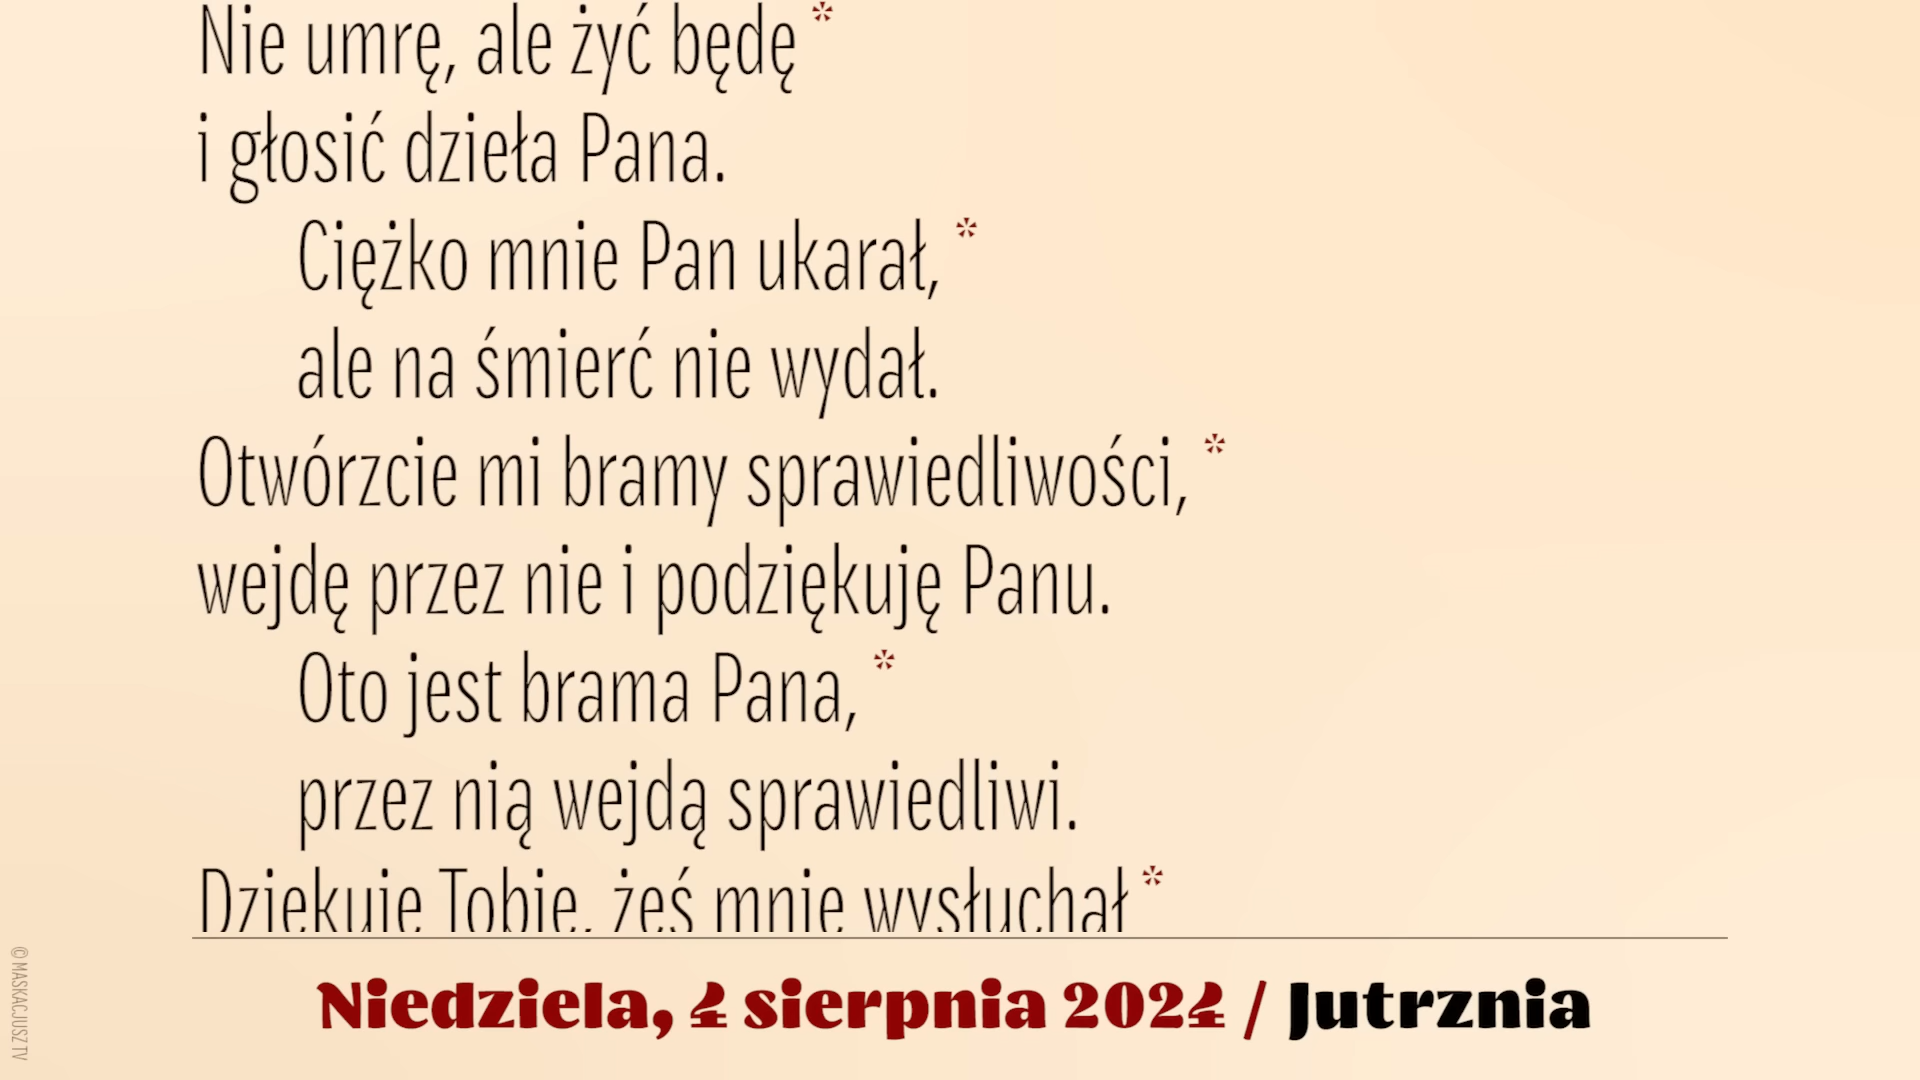 Nie umrę, ale żyć będę *
i głosić dzieła Pana.
Ciężko mnie Pan ukarał, *
ale na śmierć nie wydał.
Otwórzcie mi bramy sprawiedliwości, *
wejdę przez nie i podziękuję Panu.
Oto jest brama Pana, *
przez nią wejdą sprawiedliwi.
Dziękuję Tobie, żeś mnie wysłuchał *
Niedziela, 4 sierpnia 2024 / Jutrznia
© MASKACJUSZ TV